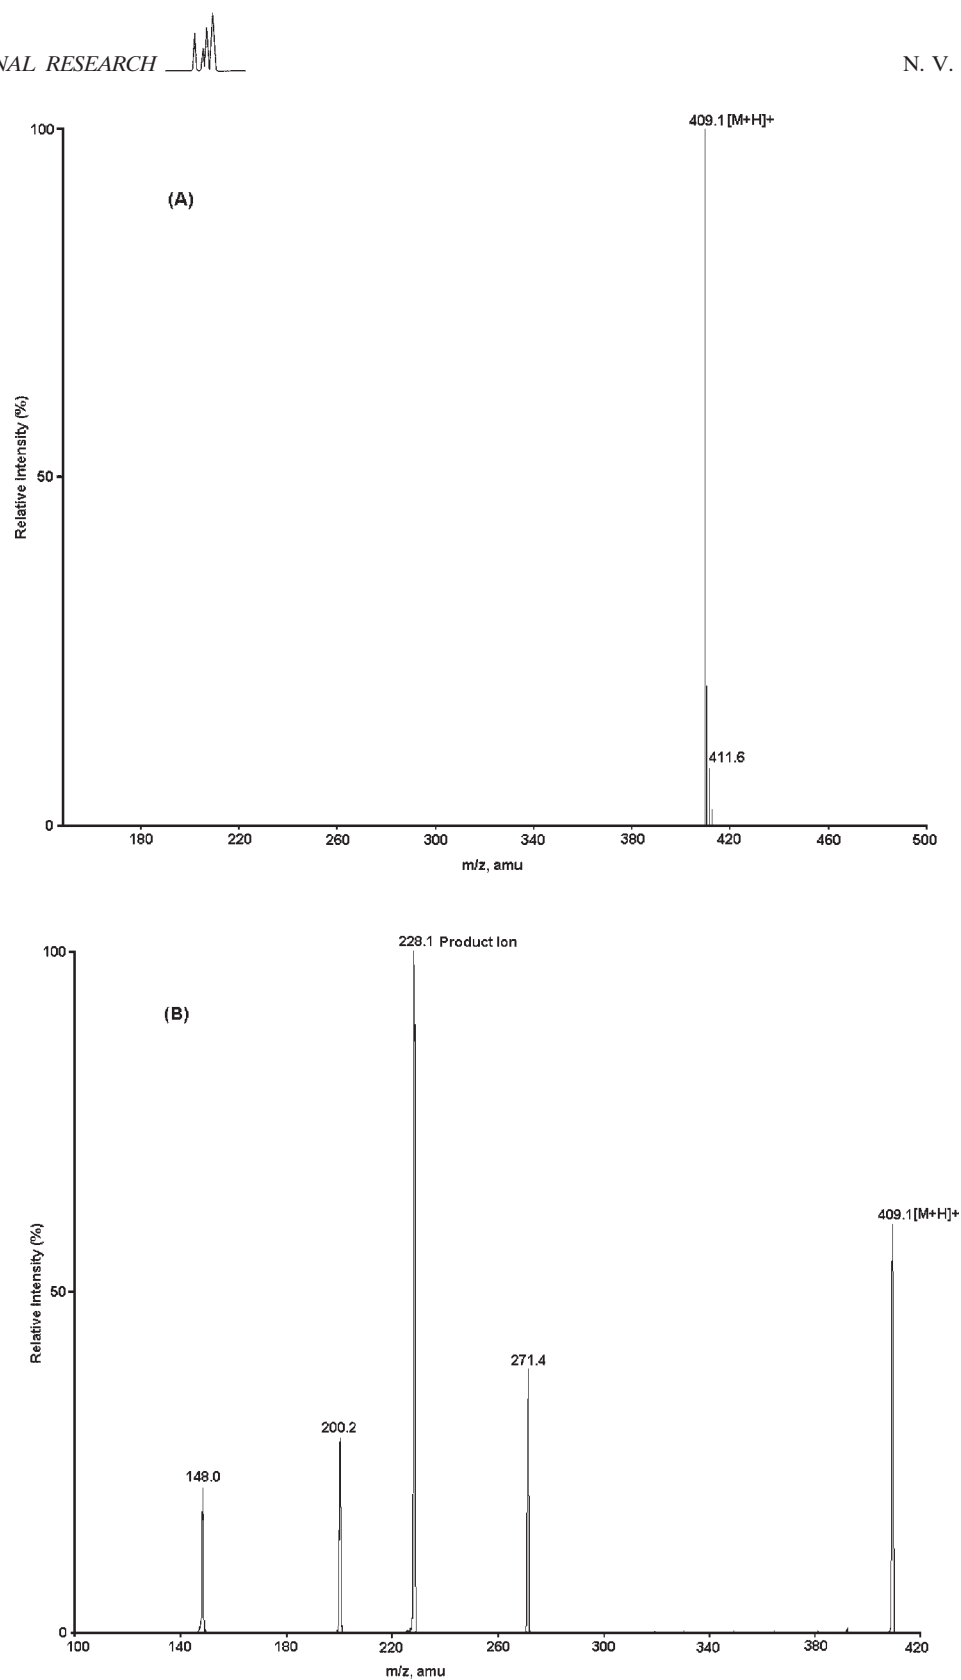 NAL RESEARCH
N. V.
409.1 [M+H]+
100
(A)
Relative Intensity (%)
50
411.6
0
180 220 260 300 340 380 420 460 500
m/z, amu
228.1 Product Ion
100
(B)
409.1[M+H]+
Relative Intensity (%)
50
271.4
200.2
148.0
0
100 140 180 220 260 300 340 380 420
m/z, amu